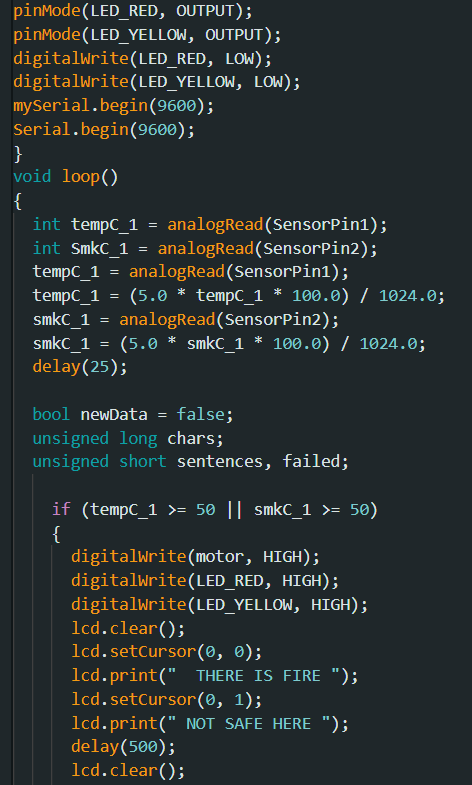 pinMode(LED_RED, OUTPUT);
pinMode(LED_YELLOW, OUTPUT);
digitalWrite(LED_RED, LOW);
digitalWrite(LED_YELLOW, LOW);
mySerial.begin(9600);
Serial.begin(9600);
}
void loop()
{
int tempC_1 = analogRead(SensorPin1);
int SmkC_1 = analogRead(SensorPin2);
tempC_1 = analogRead(SensorPin1);
tempC_1 = (5.0 * tempC_1 * 100.0) / 1024.0;
smkC_1 = analogRead(SensorPin2);
smkC_1 = (5.0 * smkC_1 * 100.0) / 1024.0;
delay(25);
bool newData = false;
unsigned long chars;
unsigned short sentences, failed;
if (tempC_1 >= 50 || smkC_1 >= 50)
{
digitalWrite(motor, HIGH);
digitalWrite(LED_RED, HIGH);
digitalWrite(LED_YELLOW, HIGH);
lcd.clear();
lcd.setCursor(0, 0);
lcd.print("  THERE IS FIRE ");
lcd.setCursor(0, 1);
lcd.print(" NOT SAFE HERE ");
delay(500);
lcd.clear();